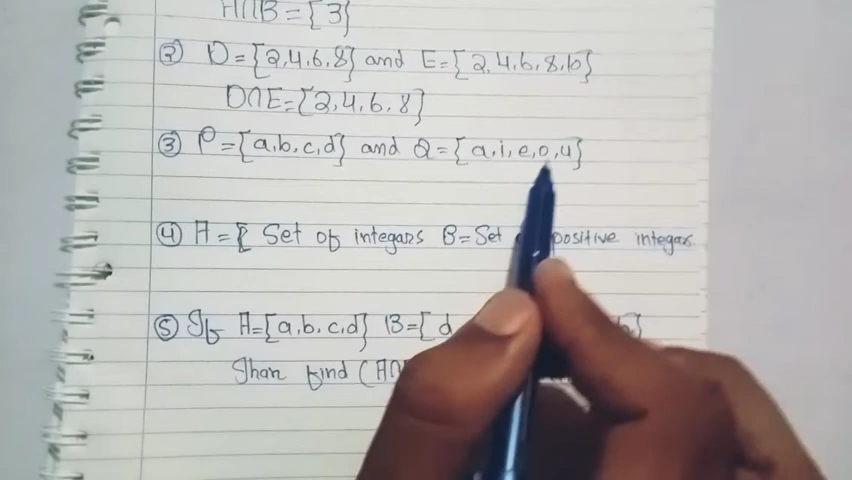 A∩B = {3}
② D = {2,4,6,8} and E = {2,4,6,8,10}
D∩E = {2,4,6,8}
③ P = {a,b,c,d} and Q = {a,i,e,o,u}
④ A = { Set of integars B = Set positive integars
⑤ If A = {a,b,c,d} B = {d
Than find (A∩